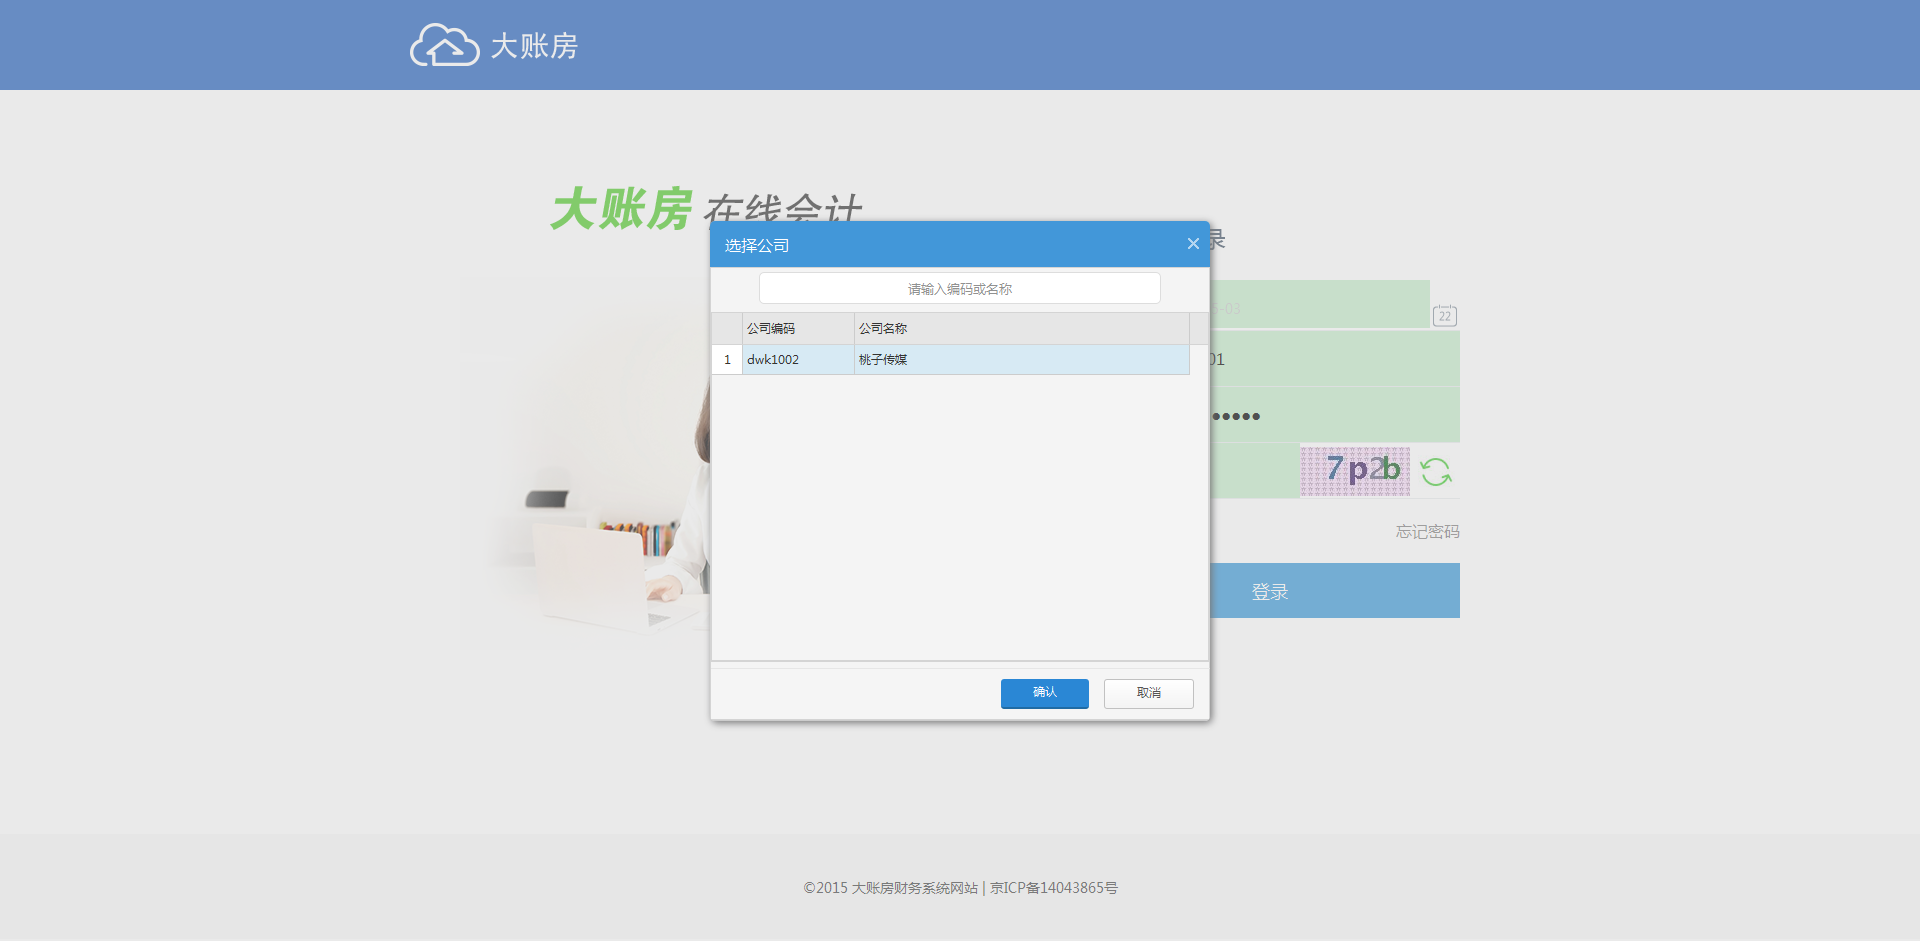 大账房
大账房 在线会计
录
选择公司
请输入编码或名称
公司编码 公司名称
1 dwk1002 桃子传媒
-03
22
01
••••••
7p2b
忘记密码
登录
确认 取消
©2015 大账房财务系统网站 | 京ICP备14043865号